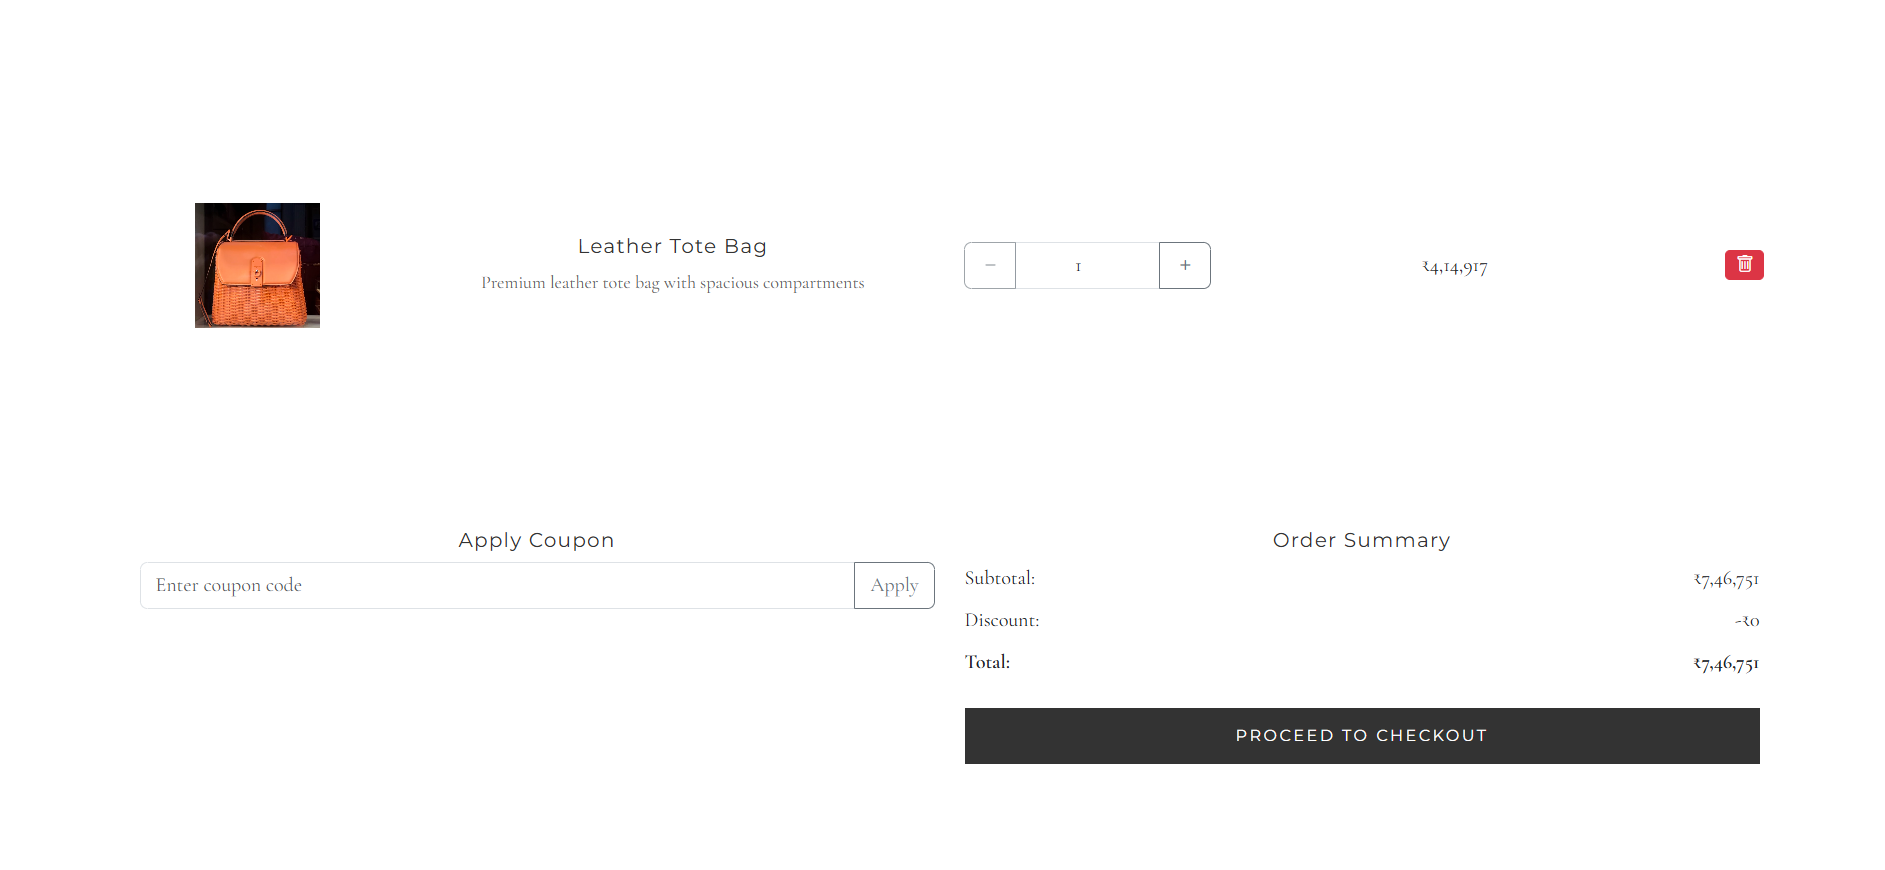 Leather Tote Bag
Premium leather tote bag with spacious compartments
− 1 +
₹4,14,917
Apply Coupon
Enter coupon code
Apply
Order Summary
Subtotal: ₹7,46,751
Discount: -₹0
Total: ₹7,46,751
PROCEED TO CHECKOUT